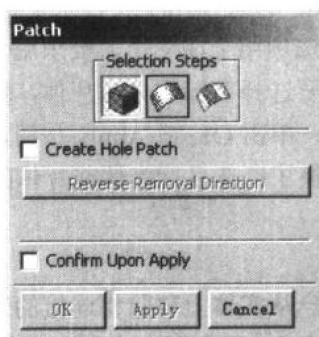 Patch
Selection Steps
Create Hole Patch
Reverse Removal Direction
Confirm Upon Apply
OK Apply Cancel